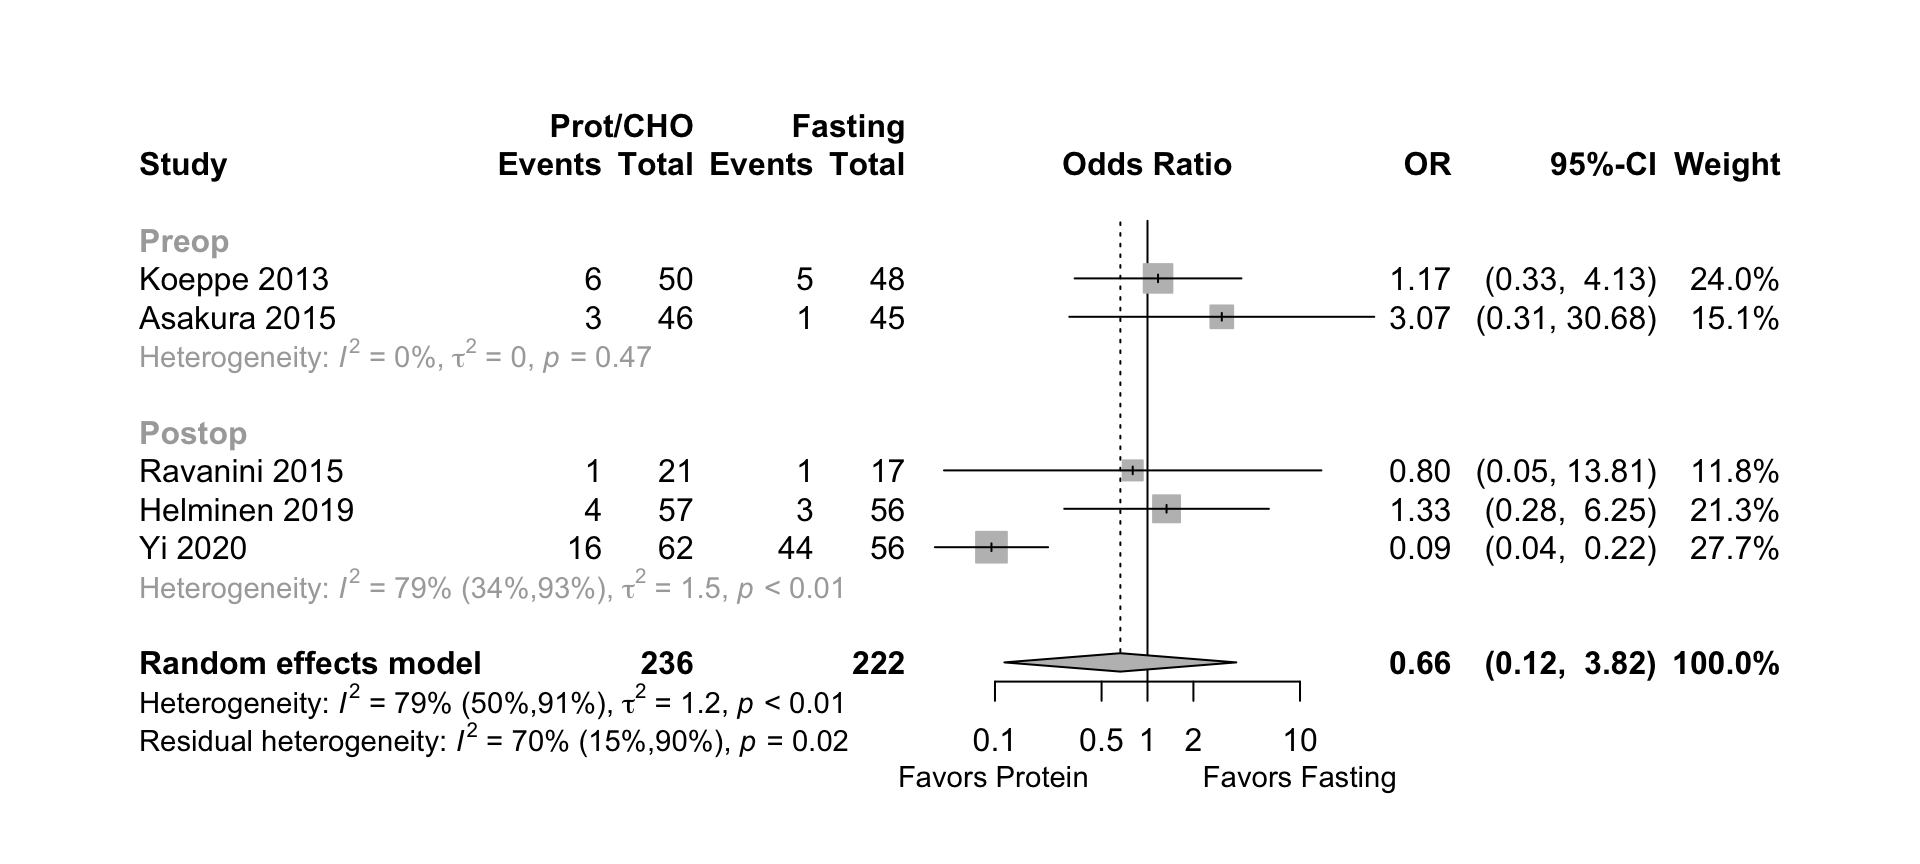 Prot/CHO Fasting
Study Events Total Events Total Odds Ratio OR 95%-CI Weight
Preop
Koeppe 2013 6 50 5 48 1.17 (0.33, 4.13) 24.0%
Asakura 2015 3 46 1 45 3.07 (0.31, 30.68) 15.1%
Heterogeneity: I² = 0%, τ² = 0, p = 0.47
Postop
Ravanini 2015 1 21 1 17 0.80 (0.05, 13.81) 11.8%
Helminen 2019 4 57 3 56 1.33 (0.28, 6.25) 21.3%
Yi 2020 16 62 44 56 0.09 (0.04, 0.22) 27.7%
Heterogeneity: I² = 79% (34%,93%), τ² = 1.5, p < 0.01
Random effects model 236 222 0.66 (0.12, 3.82) 100.0%
Heterogeneity: I² = 79% (50%,91%), τ² = 1.2, p < 0.01
Residual heterogeneity: I² = 70% (15%,90%), p = 0.02 0.1 0.5 1 2 10
Favors Protein Favors Fasting